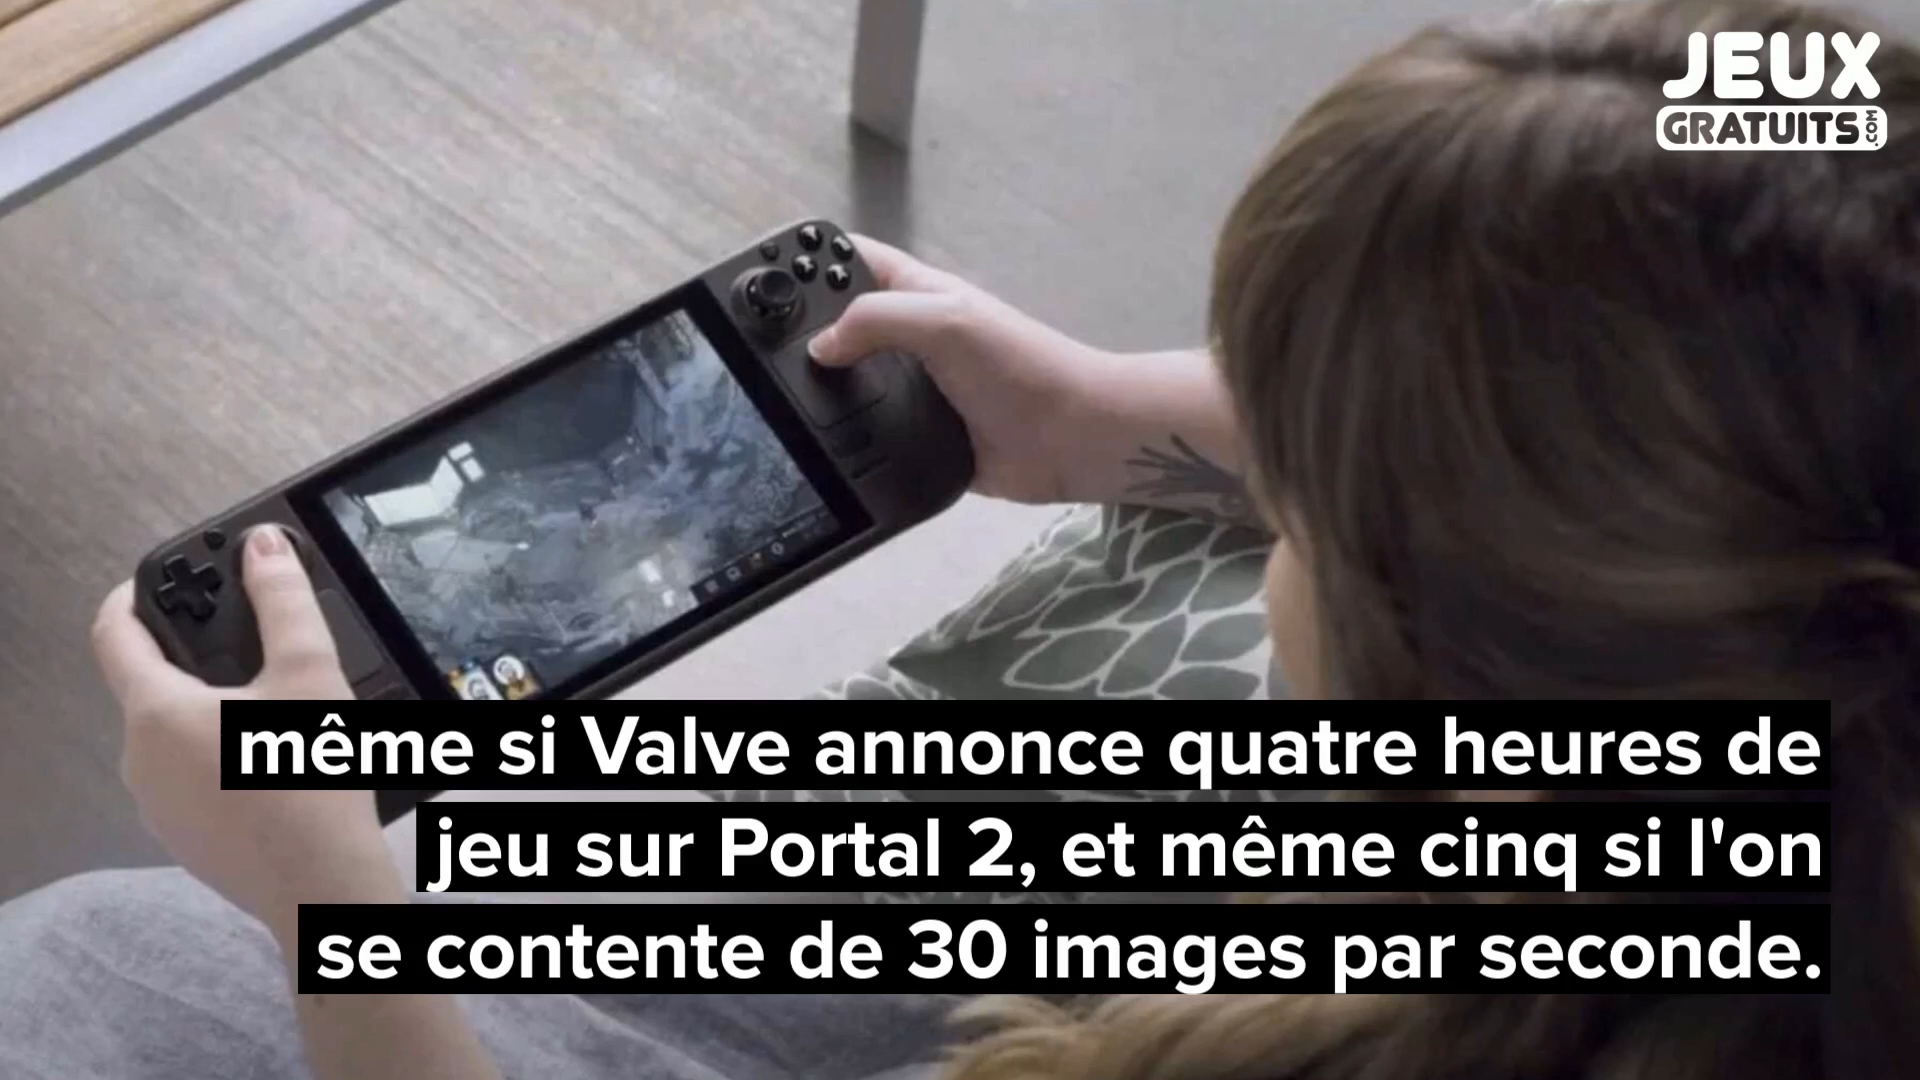 JEUX
GRATUITS.COM
même si Valve annonce quatre heures de
jeu sur Portal 2, et même cinq si l'on
se contente de 30 images par seconde.